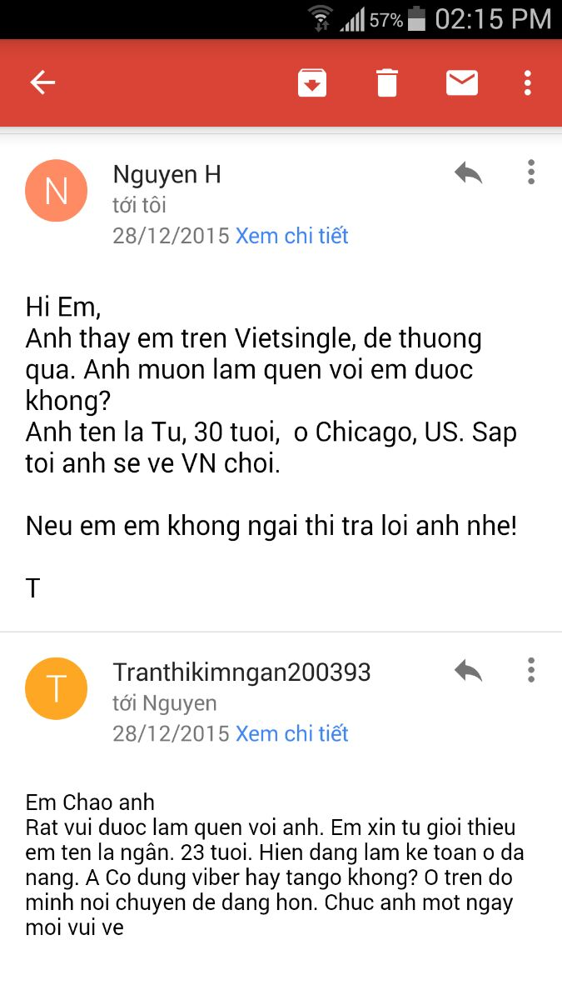 57% 02:15 PM
N
Nguyen H
tới tôi
28/12/2015 Xem chi tiết
Hi Em,
Anh thay em tren Vietsingle, de thuong
qua. Anh muon lam quen voi em duoc
khong?
Anh ten la Tu, 30 tuoi,  o Chicago, US. Sap
toi anh se ve VN choi.
Neu em em khong ngai thi tra loi anh nhe!
T
T
Tranthikimngan200393
tới Nguyen
28/12/2015 Xem chi tiết
Em Chao anh
Rat vui duoc lam quen voi anh. Em xin tu gioi thieu
em ten la ngân. 23 tuoi. Hien dang lam ke toan o da
nang. A Co dung viber hay tango khong? O tren do
minh noi chuyen de dang hon. Chuc anh mot ngay
moi vui ve